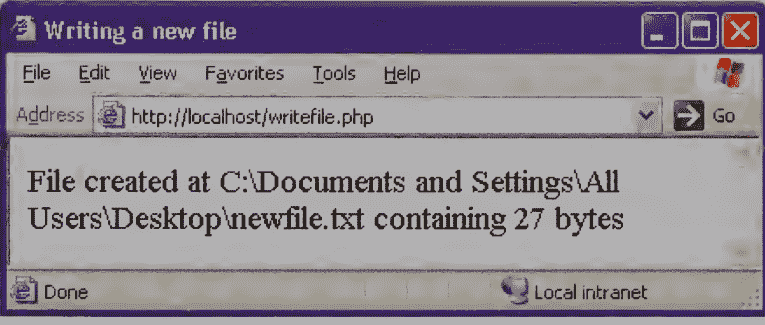 Writing a new file
File Edit View Favorites Tools Help
Address http://localhost/writefile.php Go
File created at C:\Documents and Settings\All
Users\Desktop\newfile.txt containing 27 bytes
Done Local intranet